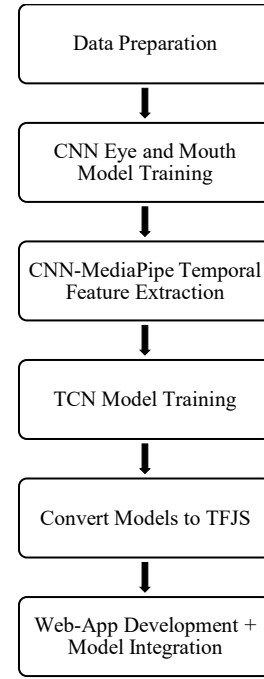 Data Preparation
CNN Eye and Mouth
Model Training
CNN-MediaPipe Temporal
Feature Extraction
TCN Model Training
Convert Models to TFJS
Web-App Development +
Model Integration